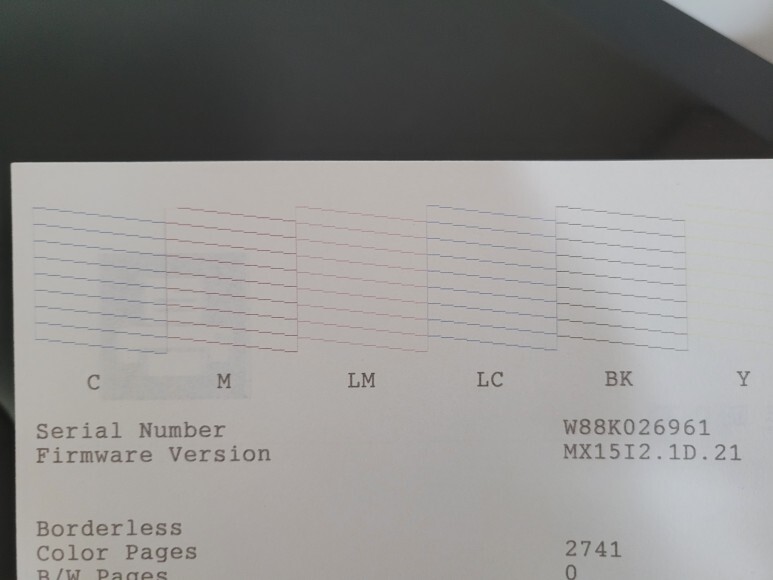 C M LM LC BK Y
Serial Number W88K026961
Firmware Version MX15I2.1D.21
Borderless
Color Pages 2741
B/W Pages 0